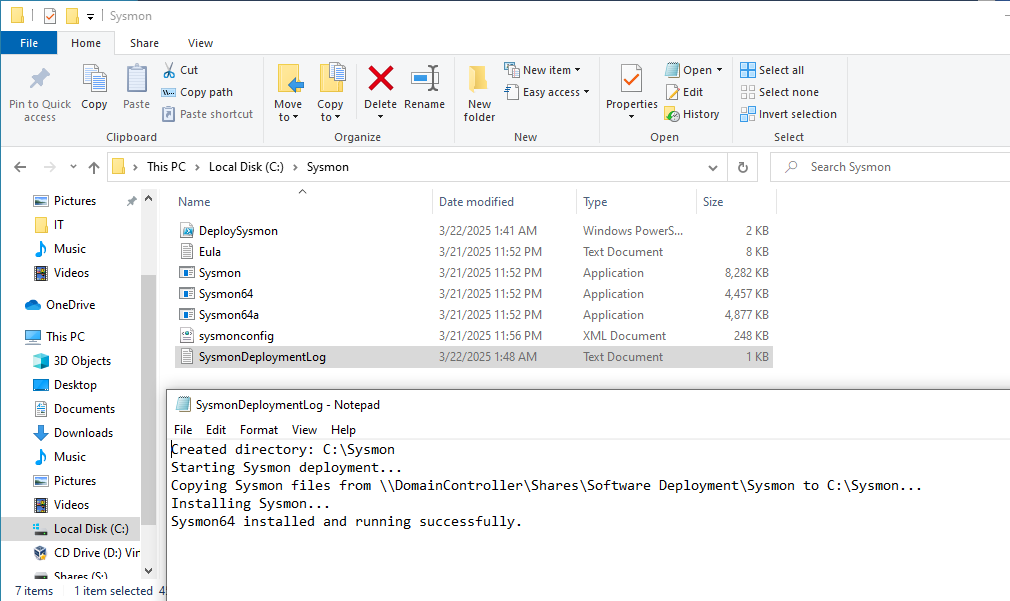 Sysmon
File Home Share View
Pin to Quick access
Copy
Paste
Cut
Copy path
Paste shortcut
Clipboard
Move to
Copy to
Delete
Rename
Organize
New folder
New item
Easy access
New
Properties
Open
Edit
History
Open
Select all
Select none
Invert selection
Select
This PC > Local Disk (C:) > Sysmon
Search Sysmon
Pictures
IT
Music
Videos
OneDrive
This PC
3D Objects
Desktop
Documents
Downloads
Music
Pictures
Videos
Local Disk (C:)
CD Drive (D:) Vir
Shares (S:)
Name Date modified Type Size
DeploySysmon 3/22/2025 1:41 AM Windows PowerS... 2 KB
Eula 3/21/2025 11:52 PM Text Document 8 KB
Sysmon 3/21/2025 11:52 PM Application 8,282 KB
Sysmon64 3/21/2025 11:52 PM Application 4,457 KB
Sysmon64a 3/21/2025 11:52 PM Application 4,877 KB
sysmonconfig 3/21/2025 11:56 PM XML Document 248 KB
SysmonDeploymentLog 3/22/2025 1:48 AM Text Document 1 KB
SysmonDeploymentLog - Notepad
File Edit Format View Help
Created directory: C:\Sysmon
Starting Sysmon deployment...
Copying Sysmon files from \\DomainController\Shares\Software Deployment\Sysmon to C:\Sysmon...
Installing Sysmon...
Sysmon64 installed and running successfully.
7 items 1 item selected